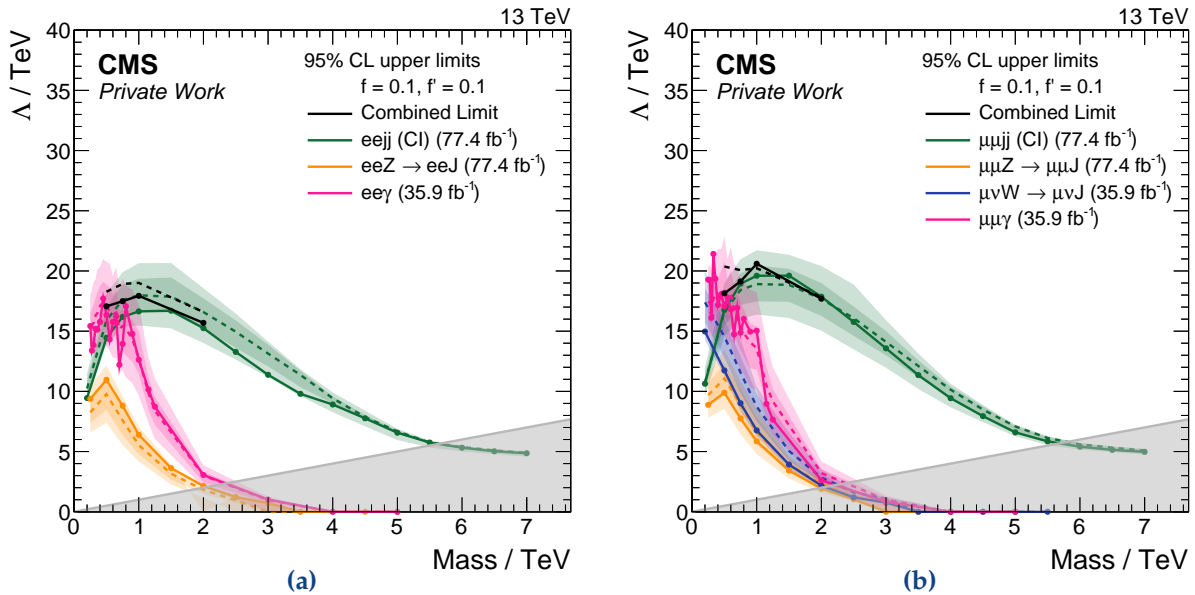 13 TeV
Λ / TeV
40
35
30
25
20
15
10
5
0
CMS
Private Work
95% CL upper limits
f = 0.1, f' = 0.1
Combined Limit
eejj (CI) (77.4 fb⁻¹)
eeZ → eeJ (77.4 fb⁻¹)
eeγ (35.9 fb⁻¹)
0 1 2 3 4 5 6 7
Mass / TeV
(a)
13 TeV
Λ / TeV
40
35
30
25
20
15
10
5
0
CMS
Private Work
95% CL upper limits
f = 0.1, f' = 0.1
Combined Limit
μμjj (CI) (77.4 fb⁻¹)
μμZ → μμJ (77.4 fb⁻¹)
μνW → μνJ (35.9 fb⁻¹)
μμγ (35.9 fb⁻¹)
0 1 2 3 4 5 6 7
Mass / TeV
(b)